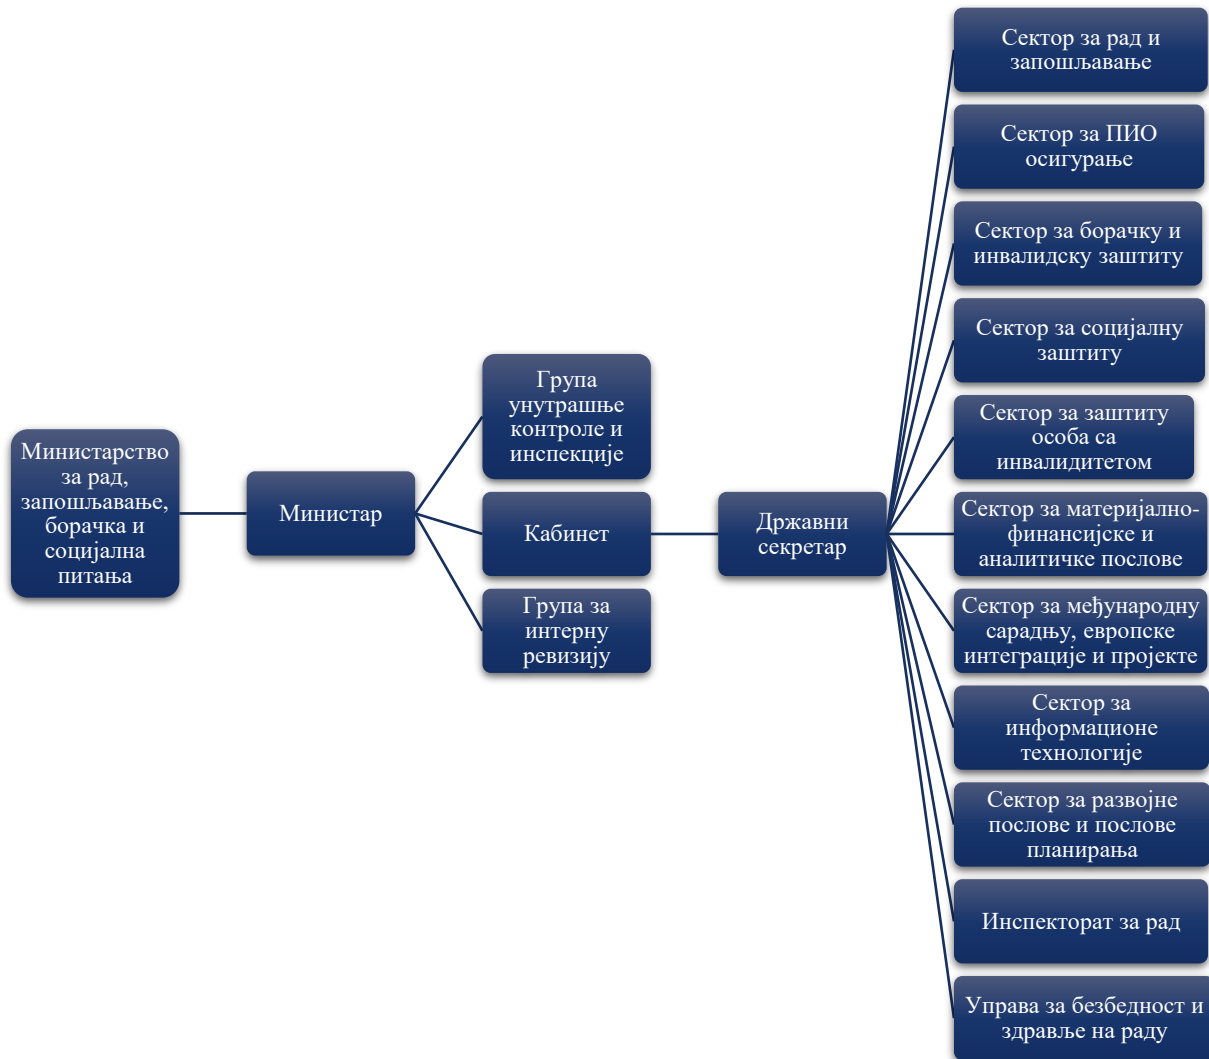 Министарство
за рад,
запошљавање,
борачка и
социјална
питања
Министар
Група
унутрашње
контроле и
инспекције
Кабинет
Група за
интерну
ревизију
Државни
секретар
Сектор за рад и
запошљавање
Сектор за ПИО
осигурање
Сектор за борачку и
инвалидску заштиту
Сектор за социјалну
заштиту
Сектор за заштиту
особа са
инвалидитетом
Сектор за материјално-
финансијске и
аналитичке послове
Сектор за међународну
сарадњу, европске
интеграције и пројекте
Сектор за
информационе
технологије
Сектор за развојне
послове и послове
планирања
Инспекторат за рад
Управа за безбедност и
здравље на раду